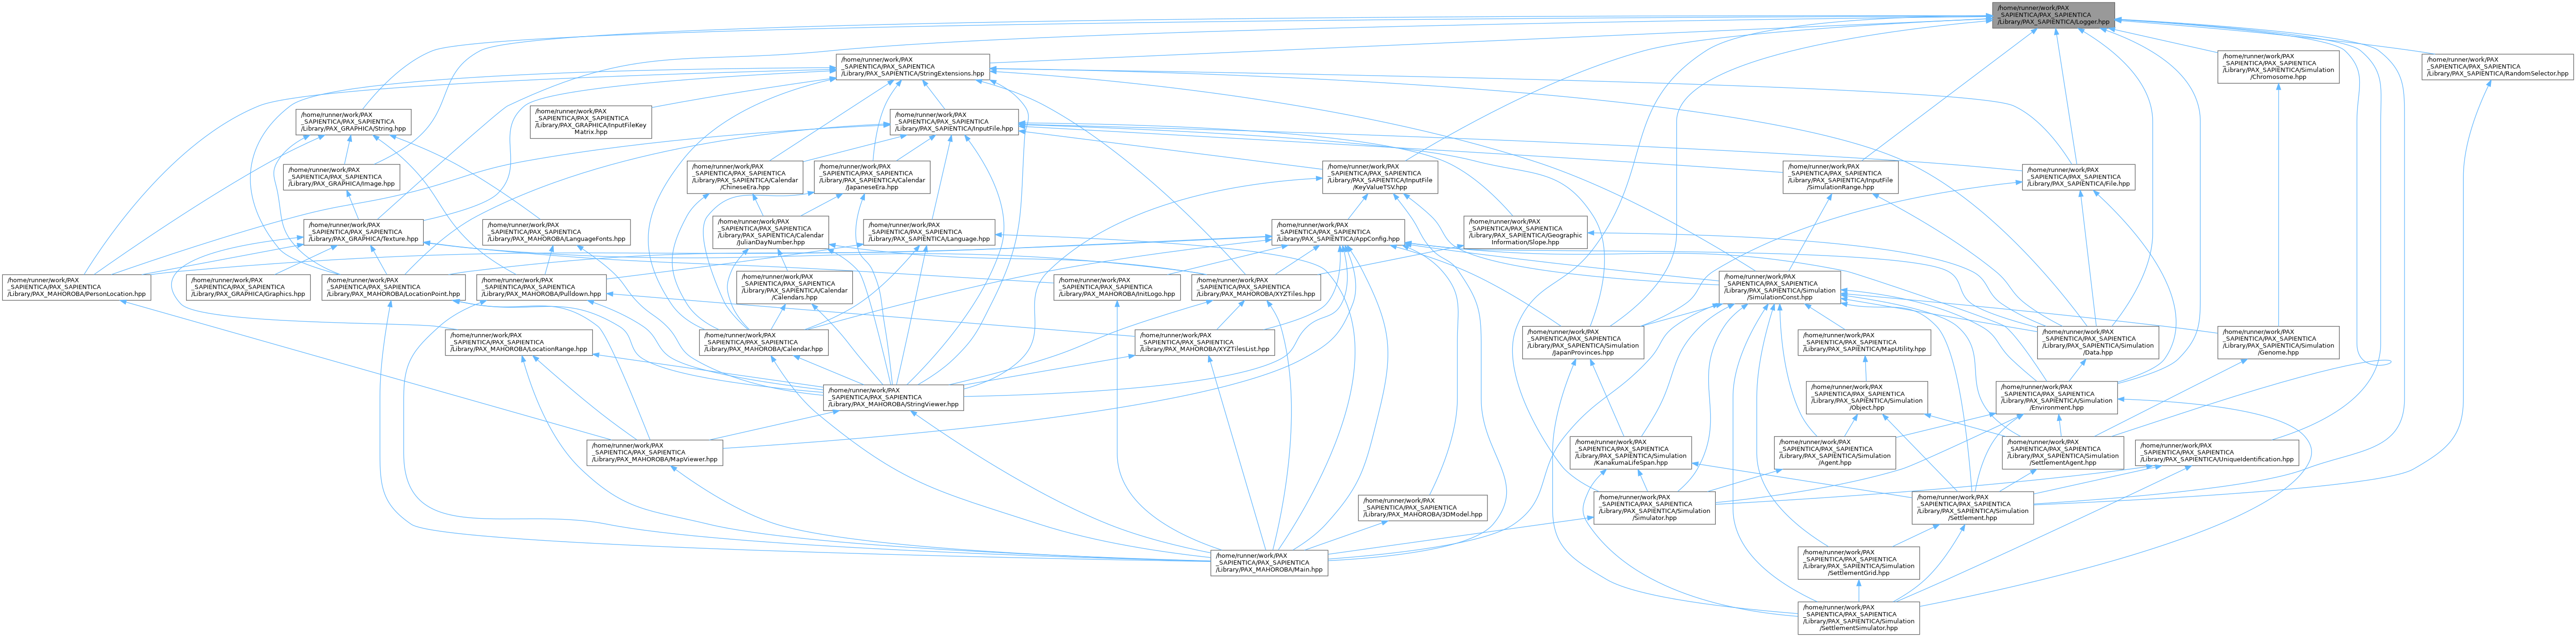 /home/runner/work/PAX
_SAPIENTICA/PAX_SAPIENTICA
/Library/PAX_SAPIENTICA/Logger.hpp
/home/runner/work/PAX
_SAPIENTICA/PAX_SAPIENTICA
/Library/PAX_SAPIENTICA/StringExtensions.hpp
/home/runner/work/PAX
_SAPIENTICA/PAX_SAPIENTICA
/Library/PAX_SAPIENTICA/Simulation
/Chromosome.hpp
/home/runner/work/PAX
_SAPIENTICA/PAX_SAPIENTICA
/Library/PAX_SAPIENTICA/RandomSelector.hpp
/home/runner/work/PAX
_SAPIENTICA/PAX_SAPIENTICA
/Library/PAX_GRAPHICA/String.hpp
/home/runner/work/PAX
_SAPIENTICA/PAX_SAPIENTICA
/Library/PAX_GRAPHICA/InputFileKey
Matrix.hpp
/home/runner/work/PAX
_SAPIENTICA/PAX_SAPIENTICA
/Library/PAX_SAPIENTICA/InputFile.hpp
/home/runner/work/PAX
_SAPIENTICA/PAX_SAPIENTICA
/Library/PAX_GRAPHICA/Image.hpp
/home/runner/work/PAX
_SAPIENTICA/PAX_SAPIENTICA
/Library/PAX_SAPIENTICA/Calendar
/ChineseEra.hpp
/home/runner/work/PAX
_SAPIENTICA/PAX_SAPIENTICA
/Library/PAX_SAPIENTICA/Calendar
/JapaneseEra.hpp
/home/runner/work/PAX
_SAPIENTICA/PAX_SAPIENTICA
/Library/PAX_SAPIENTICA/InputFile
/KeyValueTSV.hpp
/home/runner/work/PAX
_SAPIENTICA/PAX_SAPIENTICA
/Library/PAX_SAPIENTICA/InputFile
/SimulationRange.hpp
/home/runner/work/PAX
_SAPIENTICA/PAX_SAPIENTICA
/Library/PAX_SAPIENTICA/File.hpp
/home/runner/work/PAX
_SAPIENTICA/PAX_SAPIENTICA
/Library/PAX_GRAPHICA/Texture.hpp
/home/runner/work/PAX
_SAPIENTICA/PAX_SAPIENTICA
/Library/PAX_MAHOROBA/LanguageFonts.hpp
/home/runner/work/PAX
_SAPIENTICA/PAX_SAPIENTICA
/Library/PAX_SAPIENTICA/Calendar
/JulianDayNumber.hpp
/home/runner/work/PAX
_SAPIENTICA/PAX_SAPIENTICA
/Library/PAX_SAPIENTICA/Language.hpp
/home/runner/work/PAX
_SAPIENTICA/PAX_SAPIENTICA
/Library/PAX_SAPIENTICA/AppConfig.hpp
/home/runner/work/PAX
_SAPIENTICA/PAX_SAPIENTICA
/Library/PAX_SAPIENTICA/Geographic
Information/Slope.hpp
/home/runner/work/PAX
_SAPIENTICA/PAX_SAPIENTICA
/Library/PAX_MAHOROBA/PersonLocation.hpp
/home/runner/work/PAX
_SAPIENTICA/PAX_SAPIENTICA
/Library/PAX_GRAPHICA/Graphics.hpp
/home/runner/work/PAX
_SAPIENTICA/PAX_SAPIENTICA
/Library/PAX_MAHOROBA/LocationPoint.hpp
/home/runner/work/PAX
_SAPIENTICA/PAX_SAPIENTICA
/Library/PAX_MAHOROBA/Pulldown.hpp
/home/runner/work/PAX
_SAPIENTICA/PAX_SAPIENTICA
/Library/PAX_SAPIENTICA/Calendar
/Calendars.hpp
/home/runner/work/PAX
_SAPIENTICA/PAX_SAPIENTICA
/Library/PAX_MAHOROBA/InitLogo.hpp
/home/runner/work/PAX
_SAPIENTICA/PAX_SAPIENTICA
/Library/PAX_MAHOROBA/XYZTiles.hpp
/home/runner/work/PAX
_SAPIENTICA/PAX_SAPIENTICA
/Library/PAX_SAPIENTICA/Simulation
/SimulationConst.hpp
/home/runner/work/PAX
_SAPIENTICA/PAX_SAPIENTICA
/Library/PAX_MAHOROBA/LocationRange.hpp
/home/runner/work/PAX
_SAPIENTICA/PAX_SAPIENTICA
/Library/PAX_MAHOROBA/Calendar.hpp
/home/runner/work/PAX
_SAPIENTICA/PAX_SAPIENTICA
/Library/PAX_MAHOROBA/XYZTilesList.hpp
/home/runner/work/PAX
_SAPIENTICA/PAX_SAPIENTICA
/Library/PAX_SAPIENTICA/Simulation
/JapanProvinces.hpp
/home/runner/work/PAX
_SAPIENTICA/PAX_SAPIENTICA
/Library/PAX_SAPIENTICA/MapUtility.hpp
/home/runner/work/PAX
_SAPIENTICA/PAX_SAPIENTICA
/Library/PAX_SAPIENTICA/Simulation
/Data.hpp
/home/runner/work/PAX
_SAPIENTICA/PAX_SAPIENTICA
/Library/PAX_SAPIENTICA/Simulation
/Genome.hpp
/home/runner/work/PAX
_SAPIENTICA/PAX_SAPIENTICA
/Library/PAX_MAHOROBA/StringViewer.hpp
/home/runner/work/PAX
_SAPIENTICA/PAX_SAPIENTICA
/Library/PAX_SAPIENTICA/Simulation
/Object.hpp
/home/runner/work/PAX
_SAPIENTICA/PAX_SAPIENTICA
/Library/PAX_SAPIENTICA/Simulation
/Environment.hpp
/home/runner/work/PAX
_SAPIENTICA/PAX_SAPIENTICA
/Library/PAX_MAHOROBA/MapViewer.hpp
/home/runner/work/PAX
_SAPIENTICA/PAX_SAPIENTICA
/Library/PAX_SAPIENTICA/Simulation
/KanakumaLifeSpan.hpp
/home/runner/work/PAX
_SAPIENTICA/PAX_SAPIENTICA
/Library/PAX_SAPIENTICA/Simulation
/Agent.hpp
/home/runner/work/PAX
_SAPIENTICA/PAX_SAPIENTICA
/Library/PAX_SAPIENTICA/Simulation
/SettlementAgent.hpp
/home/runner/work/PAX
_SAPIENTICA/PAX_SAPIENTICA
/Library/PAX_SAPIENTICA/UniqueIdentification.hpp
/home/runner/work/PAX
_SAPIENTICA/PAX_SAPIENTICA
/Library/PAX_MAHOROBA/3DModel.hpp
/home/runner/work/PAX
_SAPIENTICA/PAX_SAPIENTICA
/Library/PAX_SAPIENTICA/Simulation
/Simulator.hpp
/home/runner/work/PAX
_SAPIENTICA/PAX_SAPIENTICA
/Library/PAX_SAPIENTICA/Simulation
/Settlement.hpp
/home/runner/work/PAX
_SAPIENTICA/PAX_SAPIENTICA
/Library/PAX_MAHOROBA/Main.hpp
/home/runner/work/PAX
_SAPIENTICA/PAX_SAPIENTICA
/Library/PAX_SAPIENTICA/Simulation
/SettlementGrid.hpp
/home/runner/work/PAX
_SAPIENTICA/PAX_SAPIENTICA
/Library/PAX_SAPIENTICA/Simulation
/SettlementSimulator.hpp